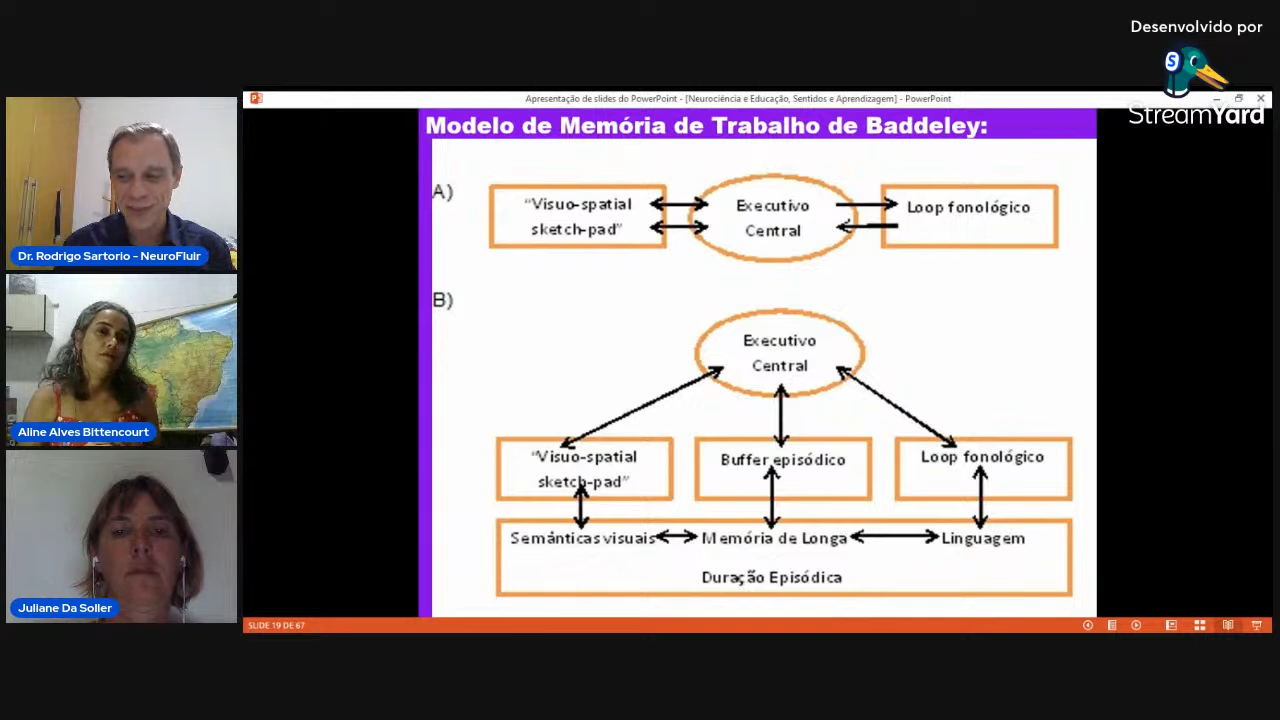 Desenvolvido por
S
StreamYard
Apresentação de slides do PowerPoint - [Neurociência e Educação, Sentidos e Aprendizagem] - PowerPoint
Modelo de Memória de Trabalho de Baddeley:
A)
"Visuo-spatial
sketch-pad"
Executivo
Central
Loop fonológico
B)
Executivo
Central
"Visuo-spatial
sketch-pad"
Buffer episódico
Loop fonológico
Semânticas visuais
Memória de Longa
Linguagem
Duração Episódica
SLIDE 19 DE 67
Dr. Rodrigo Sartorio - NeuroFluir
Aline Alves Bittencourt
Juliane Da Soller